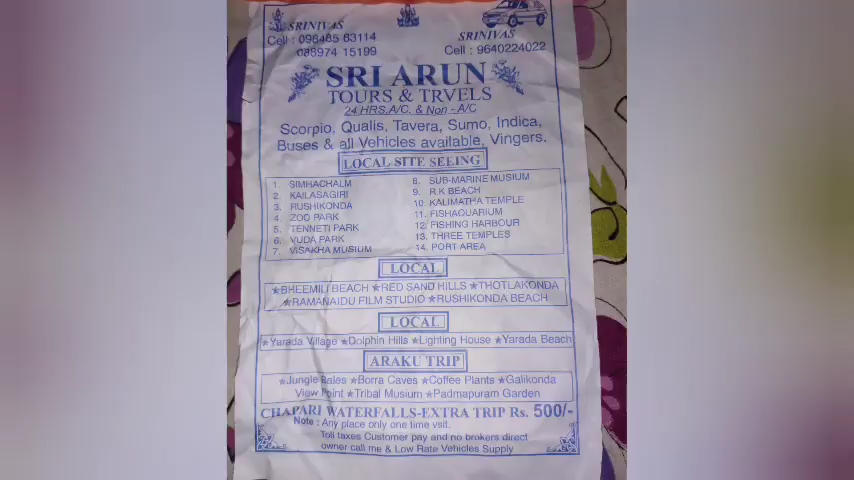 SRINIVAS
Cell : 098485 83114
088974 15199
SRINIVAS
Cell : 9640224022
SRI ARUN
TOURS & TRVELS
24 HRS,A/C. & Non -A/C
Scorpio, Qualis, Tavera, Sumo, Indica,
Buses & all Vehicles available, Vingers.
LOCAL SITE SEEING
1. SIMHACHALM
2. KAILASAGIRI
3. RUSHIKONDA
4. ZOO PARK
5. TENNETI PARK
6. VUDA PARK
7. VISAKHA MUSIUM
8. SUB-MARINE MUSIUM
9. R.K BEACH
10. KALIMATHA TEMPLE
11. FISHAQUARIUM
12. FISHING HARBOUR
13. THREE TEMPLES
14. PORT AREA
LOCAL
★BHEEMILI BEACH ★RED SAND HILLS ★THOTLAKONDA
★RAMANAIDU FILM STUDIO ★RUSHIKONDA BEACH
LOCAL
★Yarada Village ★Dolphin Hills ★Lighting House ★Yarada Beach
ARAKU TRIP
★Jungle Bales ★Borra Caves ★Coffee Plants ★Galikonda
View Point ★Tribal Musium ★Padmapuram Garden
CHAPARI WATERFALLS-EXTRA TRIP Rs. 500/-
Note : Any place only one time vsit.
Toll taxes Customer pay and no brokers direct
owner call me & Low Rate Vehicles Supply